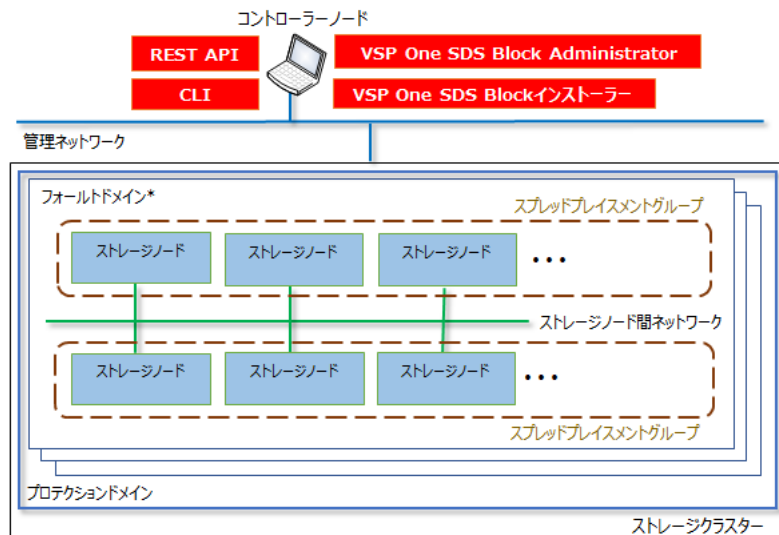 コントローラーノード
REST API
VSP One SDS Block Administrator
CLI
VSP One SDS Blockインストーラー
管理ネットワーク
フォールトドメイン*
スプレッドプレイスメントグループ
ストレージノード
ストレージノード
ストレージノード
• • •
ストレージノード間ネットワーク
ストレージノード
ストレージノード
ストレージノード
• • •
スプレッドプレイスメントグループ
プロテクションドメイン
ストレージクラスター